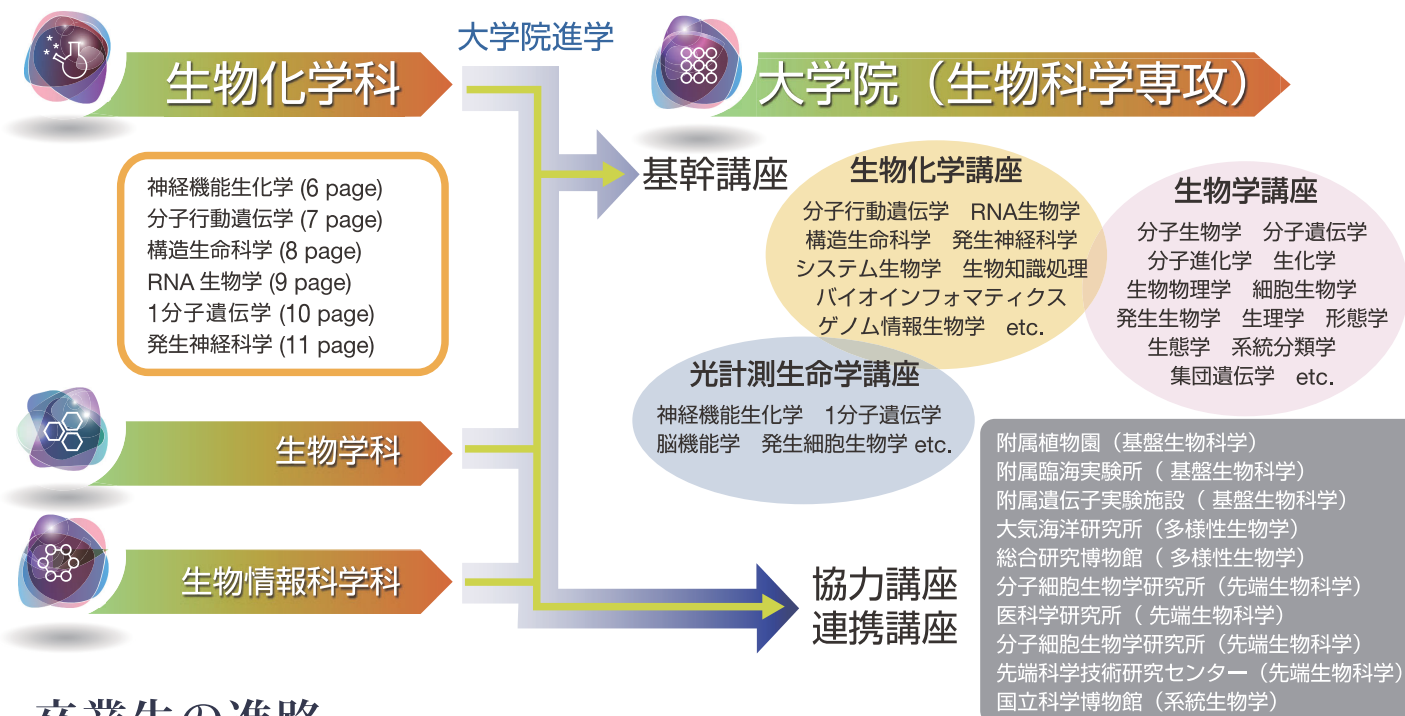 生物化学科
神経機能生化学 (6 page)
分子行動遺伝学 (7 page)
構造生命科学 (8 page)
RNA 生物学 (9 page)
1分子遺伝学 (10 page)
発生神経科学 (11 page)
生物学科
生物情報科学科
大学院進学
大学院（生物科学専攻）
基幹講座
生物化学講座
分子行動遺伝学　RNA生物学
構造生命科学　発生神経科学
システム生物学　生物知識処理
バイオインフォマティクス
ゲノム情報生物学　etc.
生物学講座
分子生物学　分子遺伝学
分子進化学　生化学
生物物理学　細胞生物学
発生生物学　生理学　形態学
生態学　系統分類学
集団遺伝学　etc.
光計測生命学講座
神経機能生化学　1分子遺伝学
脳機能学　発生細胞生物学 etc.
協力講座
連携講座
附属植物園（基盤生物科学）
附属臨海実験所（ 基盤生物科学）
附属遺伝子実験施設（ 基盤生物科学）
大気海洋研究所（多様性生物学）
総合研究博物館（ 多様性生物学）
分子細胞生物学研究所（先端生物科学）
医科学研究所（ 先端生物科学）
分子細胞生物学研究所（先端生物科学）
先端科学技術研究センター（先端生物科学）
国立科学博物館（系統生物学）
卒業生の進路